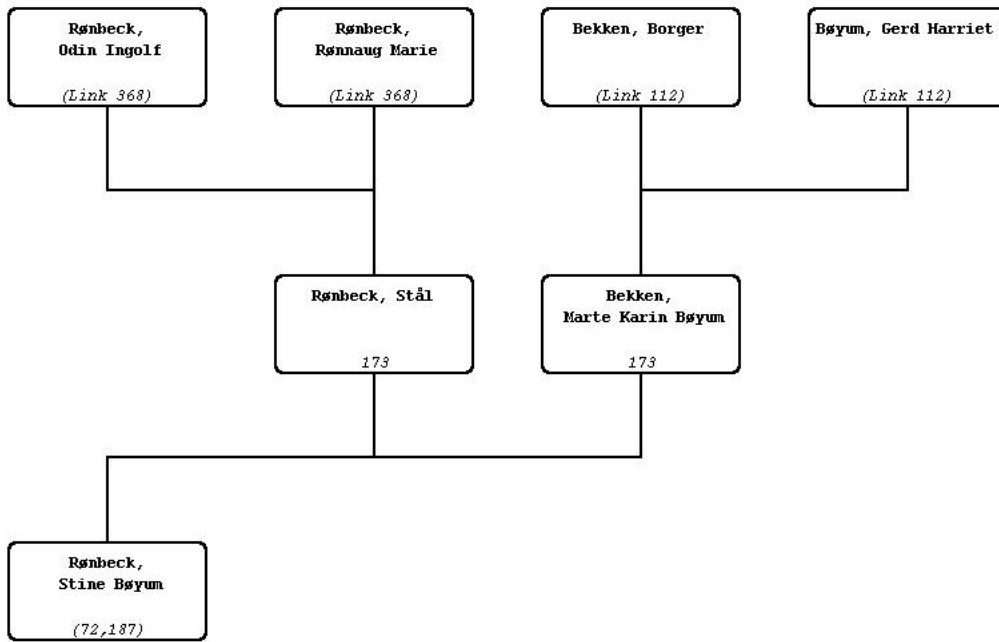 Rønbeck,
Odin Ingolf
(Link 368)
Rønbeck,
Rønnaug Marie
(Link 368)
Bekken, Borger
(Link 112)
Bøyum, Gerd Harriet
(Link 112)
Rønbeck, Stål
173
Bekken,
Marte Karin Bøyum
173
Rønbeck,
Stine Bøyum
(72,187)